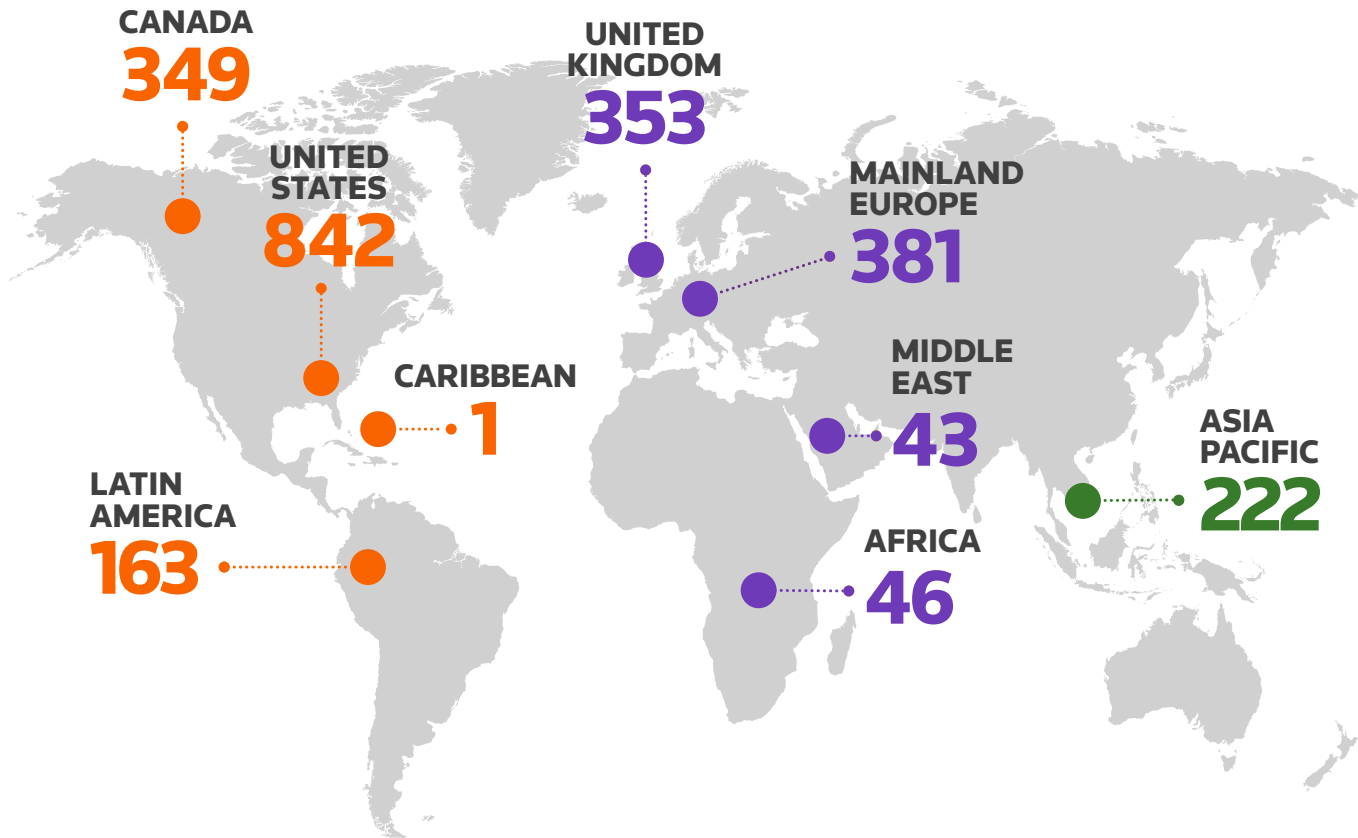 CANADA
349
UNITED
STATES
842
CARIBBEAN
1
LATIN
AMERICA
163
UNITED
KINGDOM
353
MAINLAND
EUROPE
381
MIDDLE
EAST
43
AFRICA
46
ASIA
PACIFIC
222